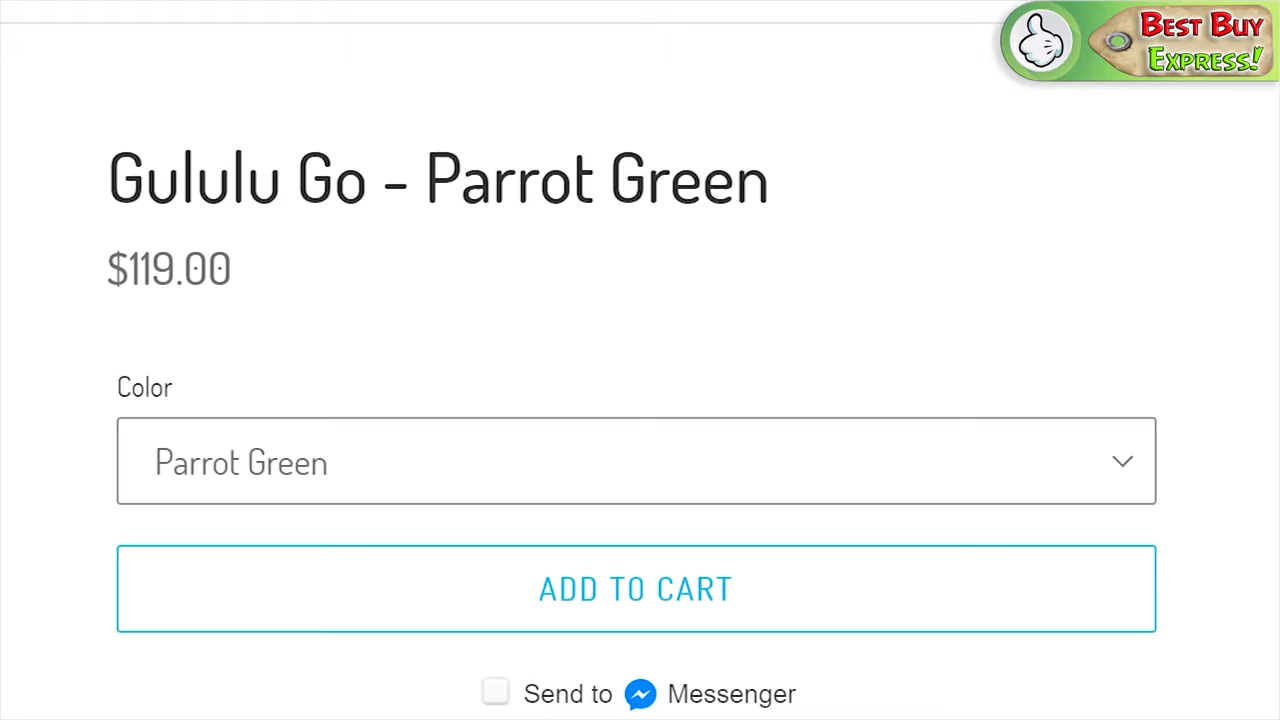 BEST BUY
EXPRESS!
Gululu Go - Parrot Green
$119.00
Color
Parrot Green
ADD TO CART
Send to Messenger